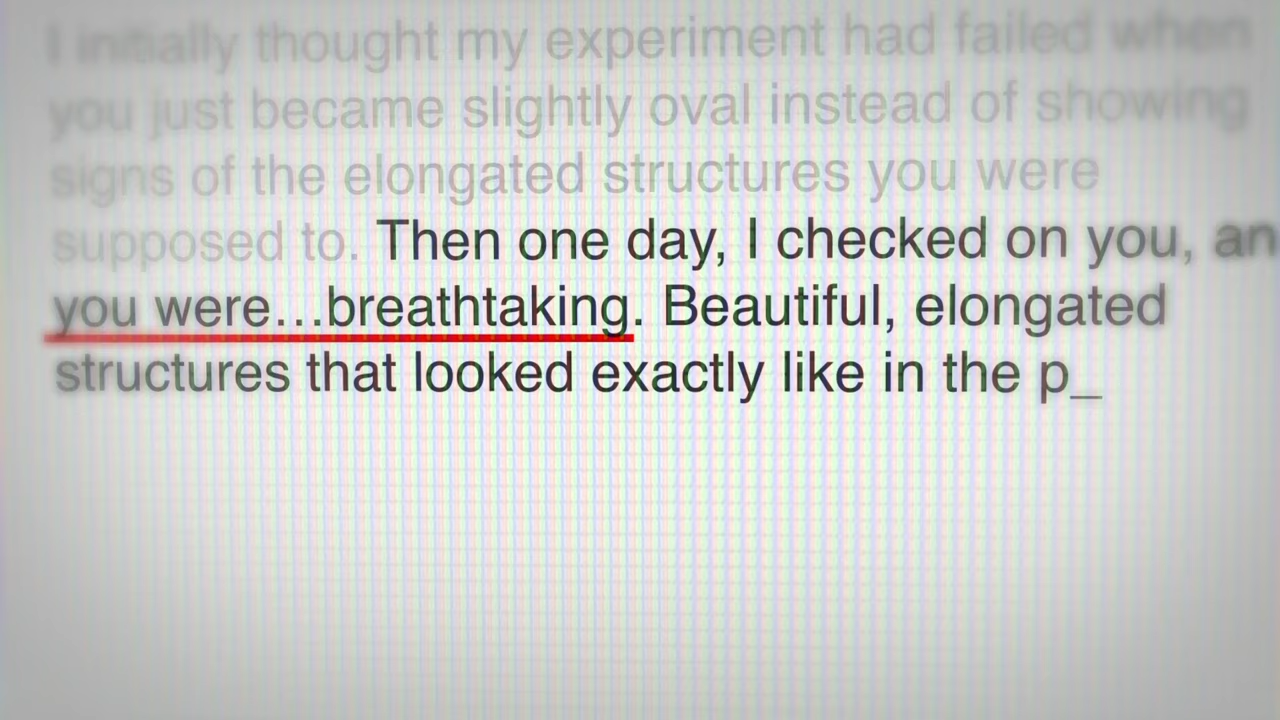 I initially thought my experiment had failed when
you just became slightly oval instead of showing
signs of the elongated structures you were
supposed to. Then one day, I checked on you, an
you were...breathtaking. Beautiful, elongated
structures that looked exactly like in the p_